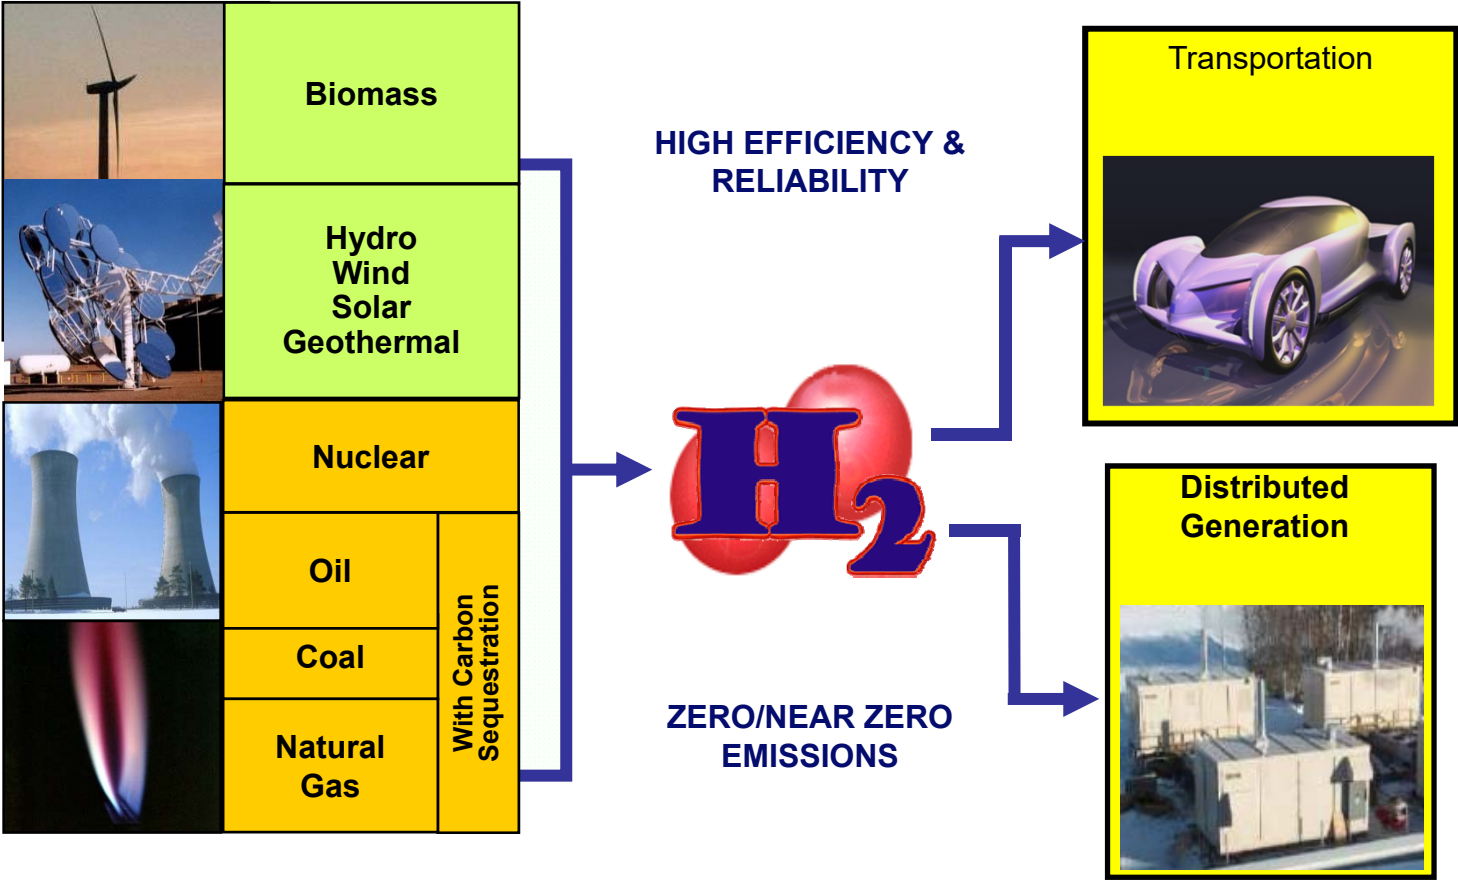 Biomass
Hydro
Wind
Solar
Geothermal
Nuclear
Oil
Coal
Natural
Gas
With Carbon
Sequestration
HIGH EFFICIENCY &
RELIABILITY
H2
ZERO/NEAR ZERO
EMISSIONS
Transportation
Distributed
Generation